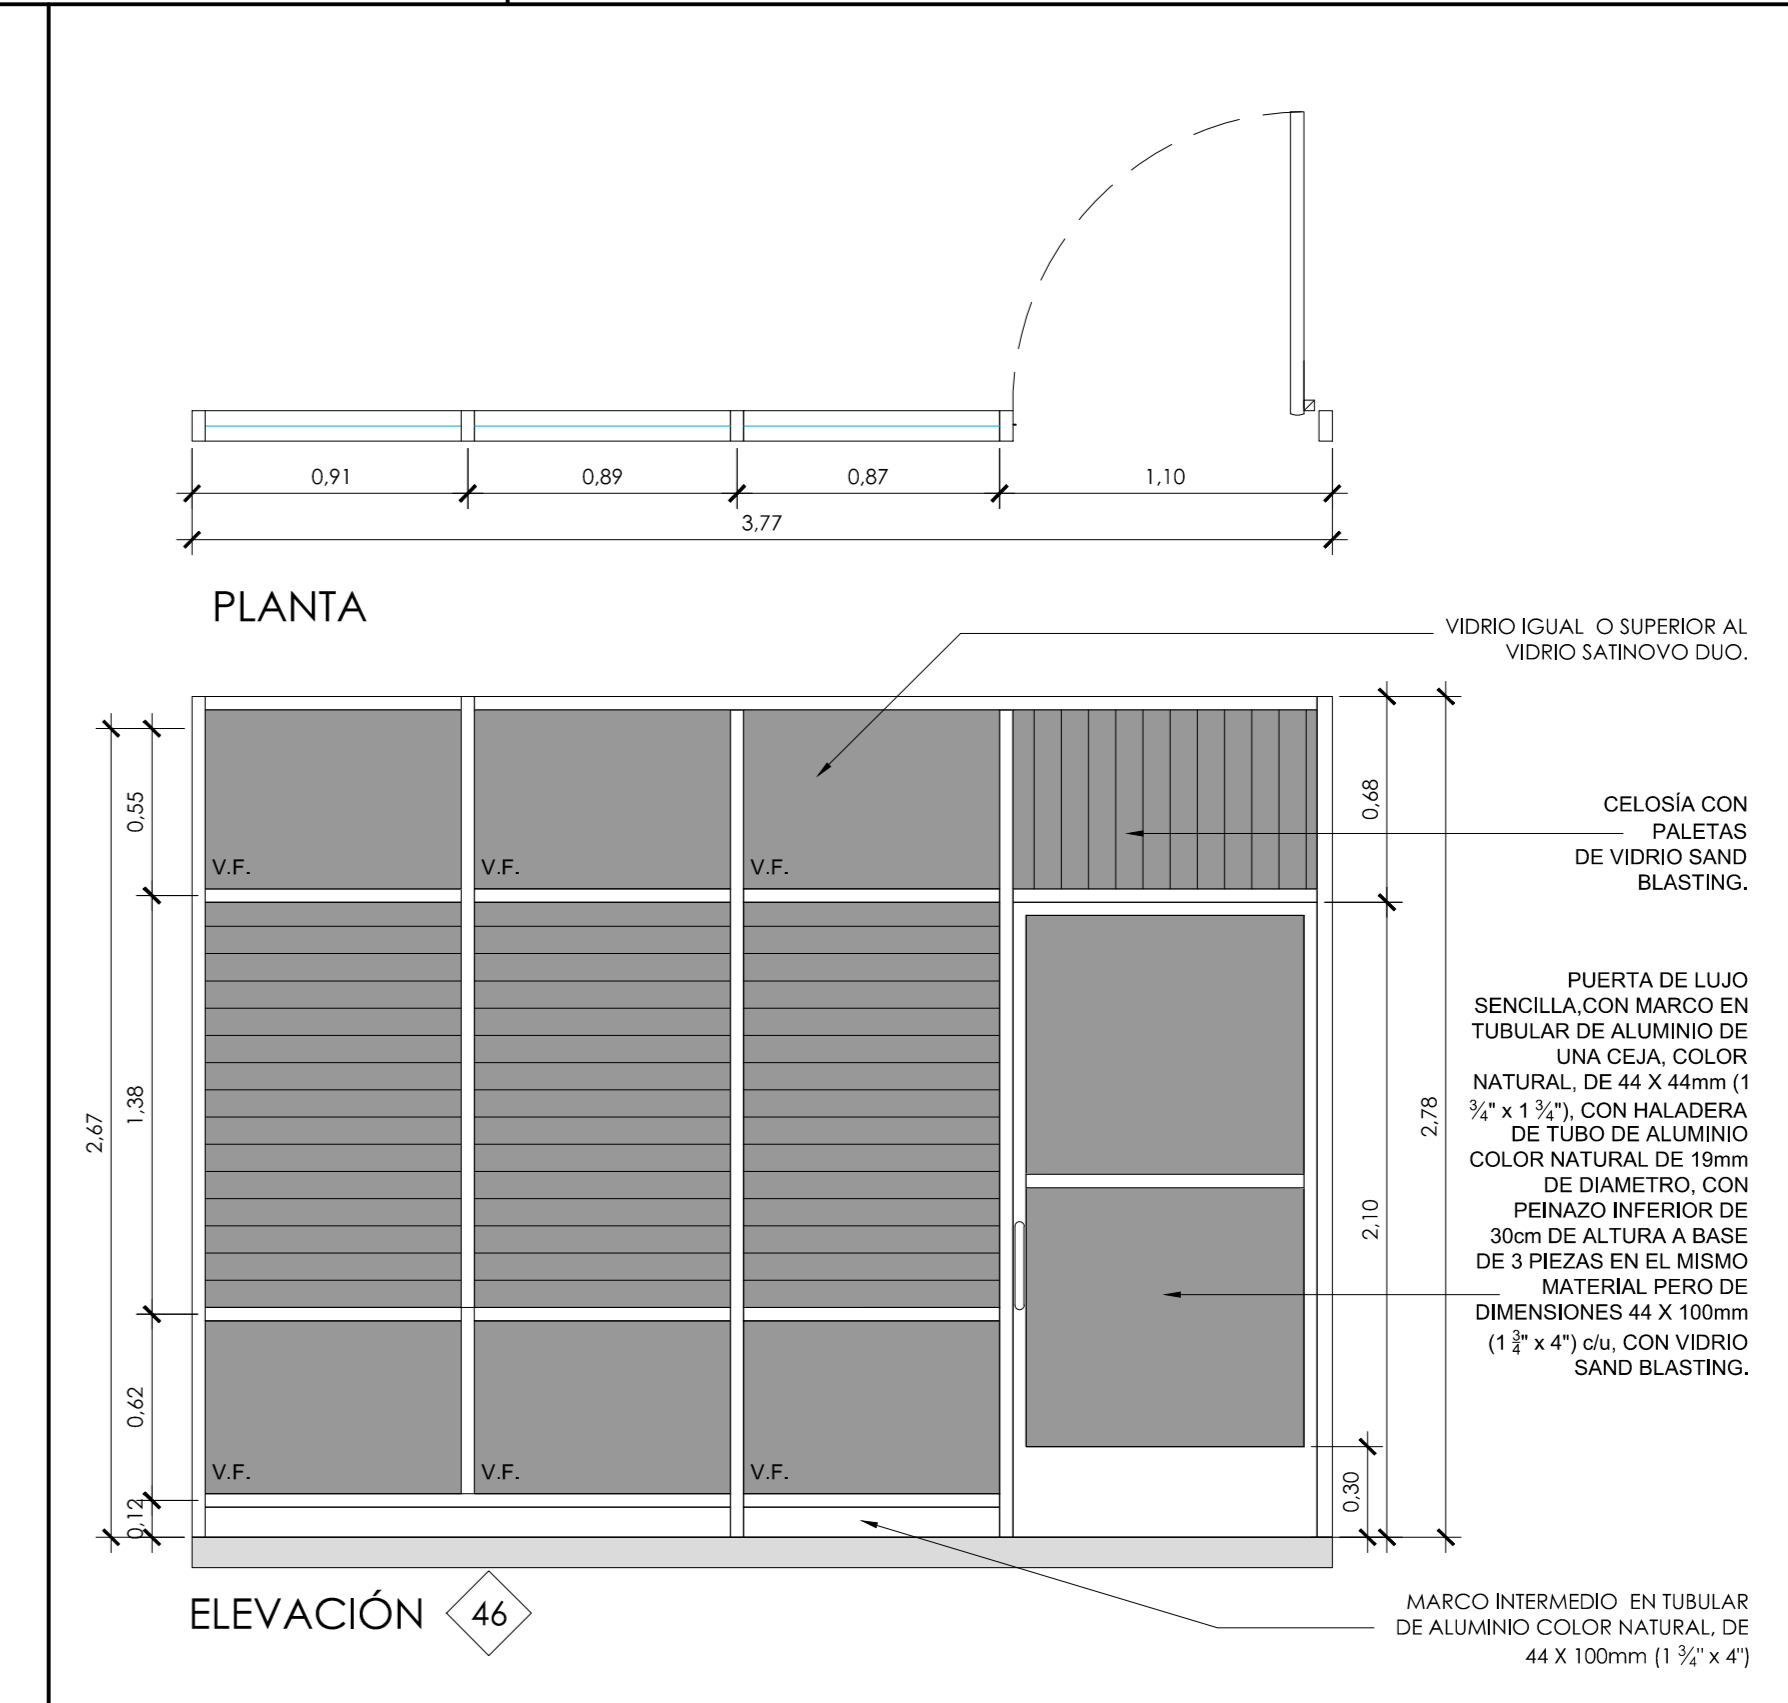 0,91 0,89 0,87 1,10
3,77
PLANTA
VIDRIO IGUAL O SUPERIOR AL
VIDRIO SATINOVO DUO.
0,55
0,68
CELOSÍA CON
PALETAS
DE VIDRIO SAND
BLASTING.
V.F. V.F. V.F.
PUERTA DE LUJO
SENCILLA,CON MARCO EN
TUBULAR DE ALUMINIO DE
UNA CEJA, COLOR
NATURAL, DE 44 X 44mm (1
¾" x 1 ¾"), CON HALADERA
DE TUBO DE ALUMINIO
COLOR NATURAL DE 19mm
DE DIAMETRO, CON
PEINAZO INFERIOR DE
30cm DE ALTURA A BASE
DE 3 PIEZAS EN EL MISMO
MATERIAL PERO DE
DIMENSIONES 44 X 100mm
(1 ¾" x 4") c/u, CON VIDRIO
SAND BLASTING.
2,67
1,38
2,78
2,10
0,62
V.F. V.F. V.F.
0,12
0,30
ELEVACIÓN 46
MARCO INTERMEDIO EN TUBULAR
DE ALUMINIO COLOR NATURAL, DE
44 X 100mm (1 ¾" x 4")